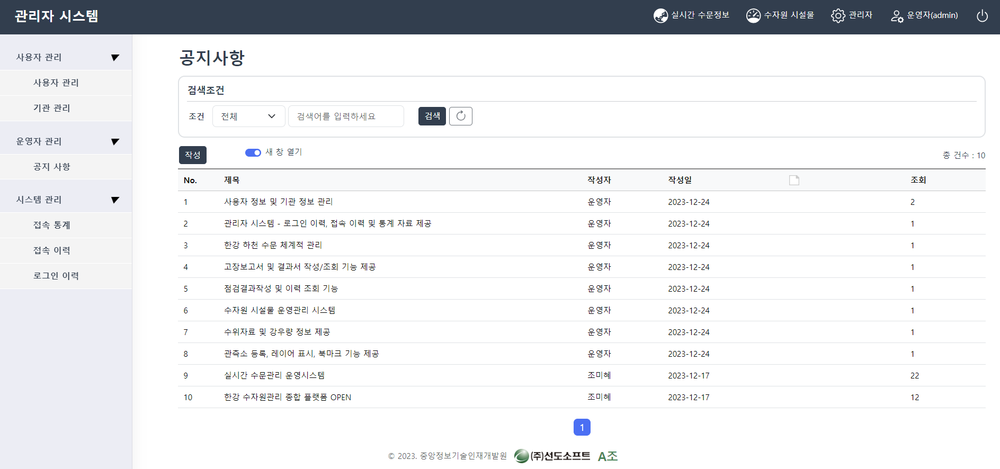 관리자 시스템
실시간 수문정보 수자원 시설물 관리자 운영자(admin)
사용자 관리
사용자 관리
기관 관리
운영자 관리
공지 사항
시스템 관리
접속 통계
접속 이력
로그인 이력
공지사항
검색조건
조건 전체 검색어를 입력하세요 검색
작성 새 창 열기 총 건수 : 10
No. 제목 작성자 작성일 조회
1 사용자 정보 및 기관 정보 관리 운영자 2023-12-24 2
2 관리자 시스템 - 로그인 이력, 접속 이력 및 통계 자료 제공 운영자 2023-12-24 1
3 한강 하천 수문 체계적 관리 운영자 2023-12-24 1
4 고장보고서 및 결과서 작성/조회 기능 제공 운영자 2023-12-24 1
5 점검결과작성 및 이력 조회 기능 운영자 2023-12-24 1
6 수자원 시설물 운영관리 시스템 운영자 2023-12-24 1
7 수위자료 및 강우량 정보 제공 운영자 2023-12-24 1
8 관측소 등록, 레이어 표시, 북마크 기능 제공 운영자 2023-12-24 1
9 실시간 수문관리 운영시스템 조미혜 2023-12-17 22
10 한강 수자원관리 종합 플랫폼 OPEN 조미혜 2023-12-17 12
1
© 2023. 중앙정보기술인재개발원 (주)선도소프트 A조